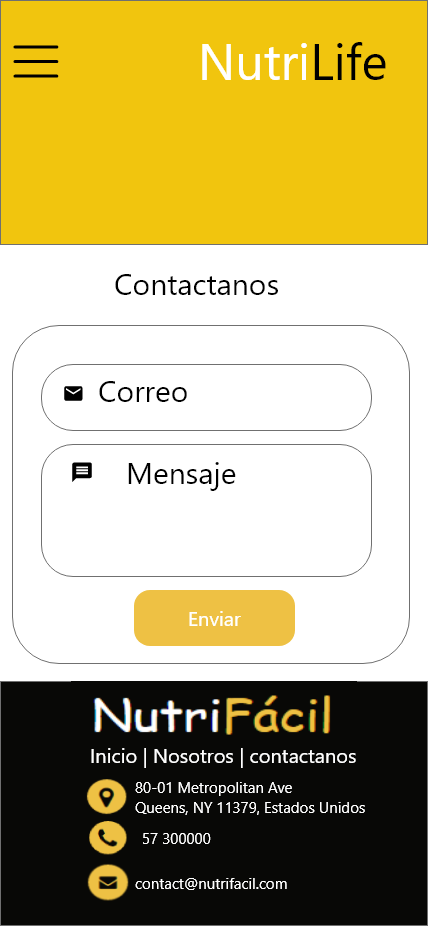 NutriLife
Contactanos
Correo
Mensaje
Enviar
NutriFácil
Inicio | Nosotros | contactanos
80-01 Metropolitan Ave
Queens, NY 11379, Estados Unidos
57 300000
contact@nutrifacil.com